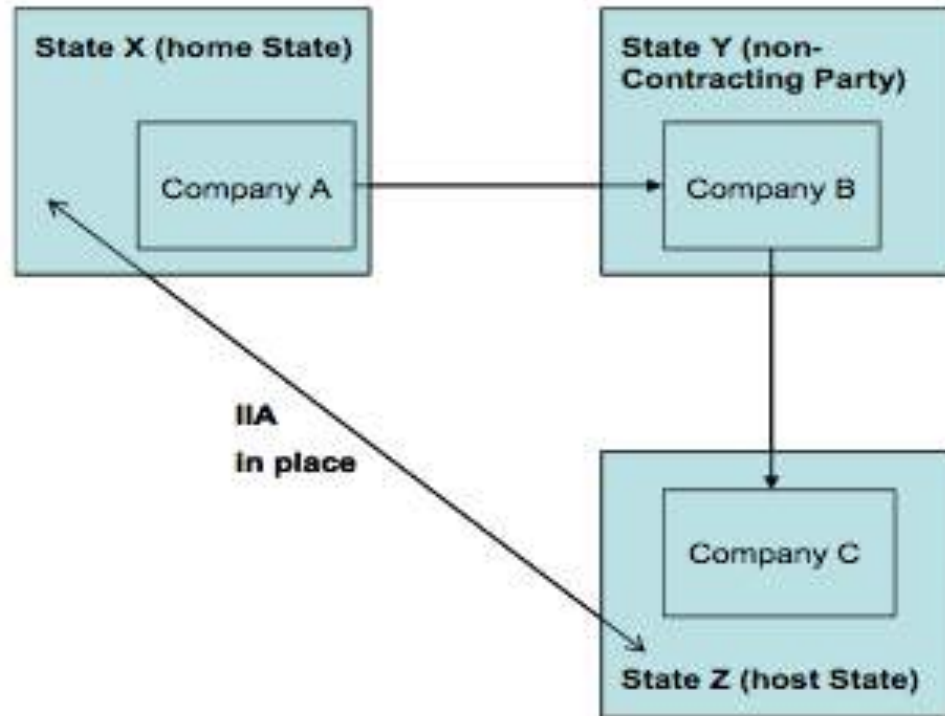 State X (home State)
Company A
State Y (non-
Contracting Party)
Company B
IIA
in place
Company C
State Z (host State)